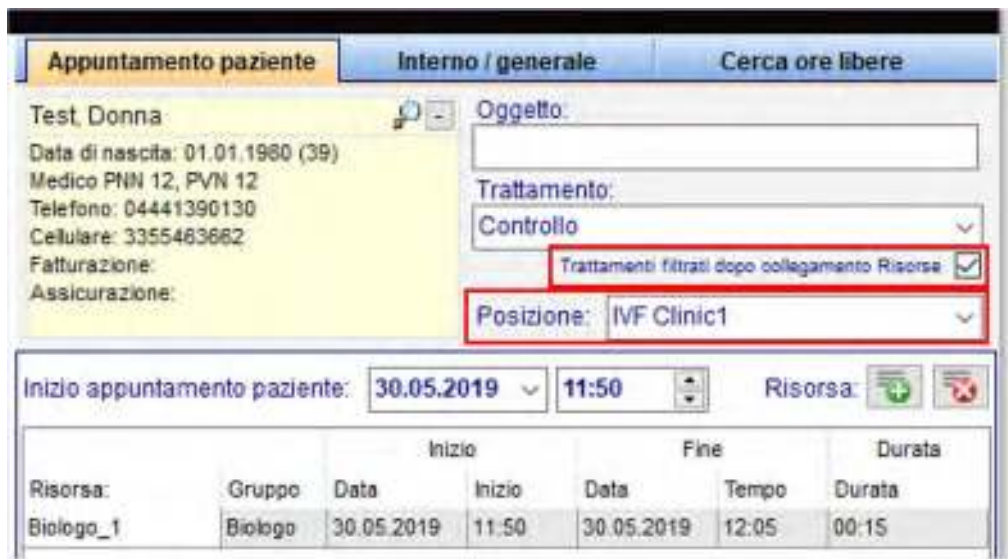 Appuntamento paziente
Interno / generale
Cerca ore libere
Test, Donna
Data di nascita: 01.01.1980 (39)
Medico PNN 12, PVN 12
Telefono: 04441390130
Cellulare: 3355463662
Fatturazione:
Assicurazione:
Oggetto:
Trattamento:
Controllo
Trattamenti filtrati dopo collegamento Risorse
Posizione: IVF Clinic1
Inizio appuntamento paziente: 30.05.2019 11:50 Risorsa:
Inizio Fine Durata
Risorsa: Gruppo Data Inizio Data Tempo Durata
Biologo_1 Biologo 30.05.2019 11:50 30.05.2019 12:05 00:15